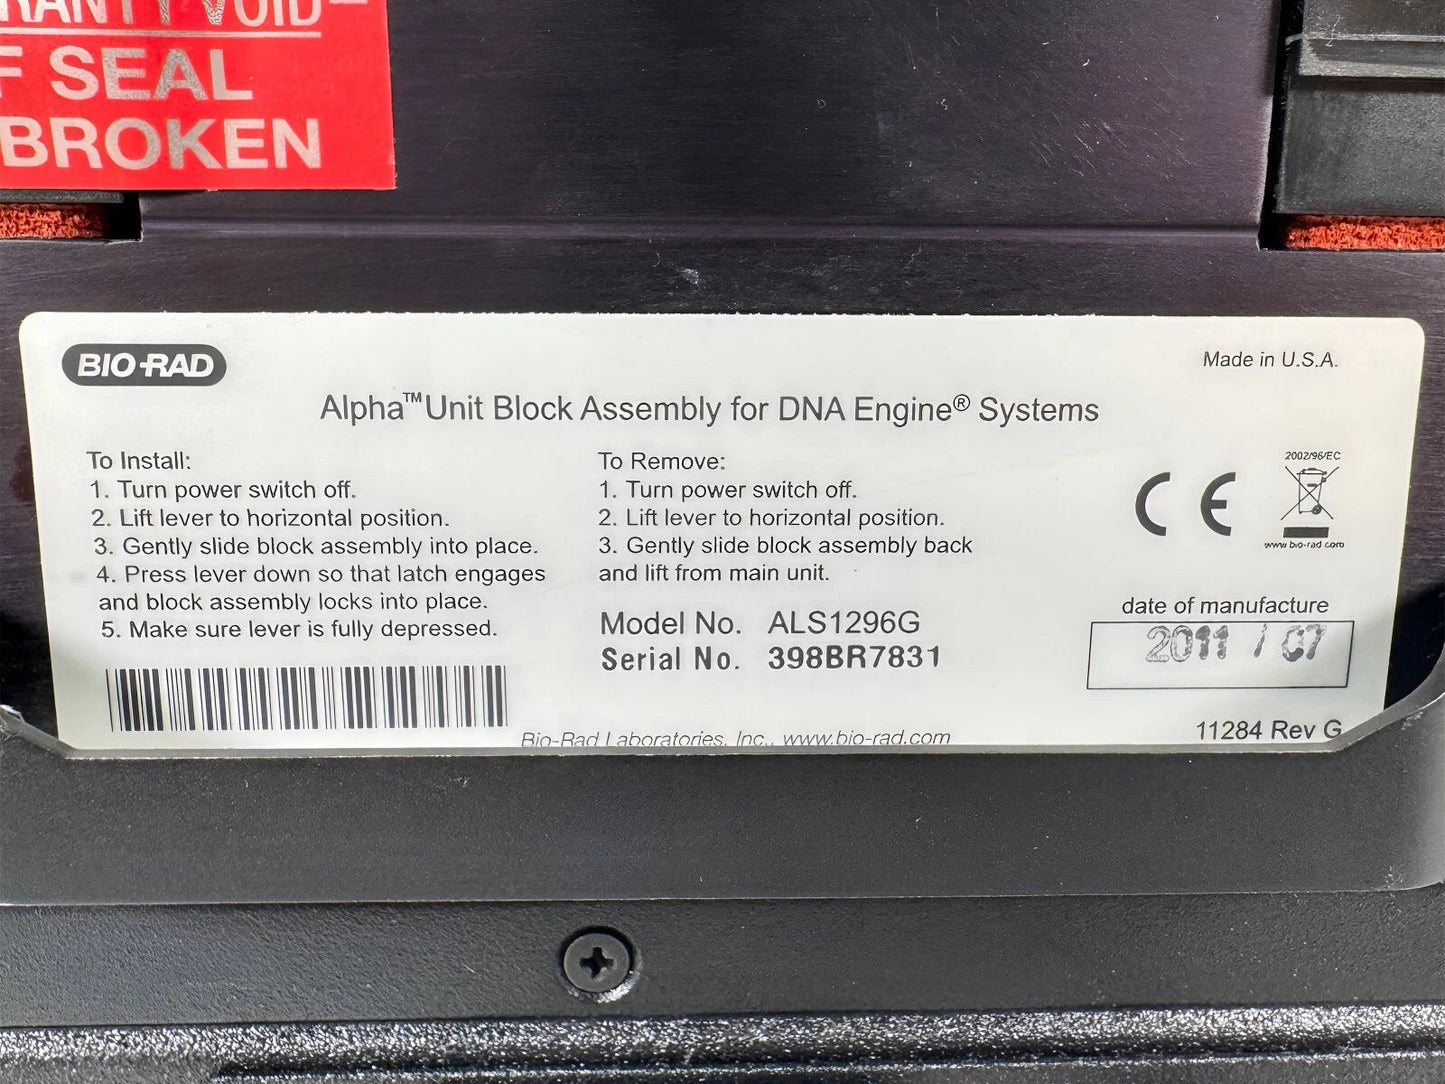 WARRANTY VOID
IF SEAL
BROKEN
BIO-RAD
Made in U.S.A.
Alpha™ Unit Block Assembly for DNA Engine® Systems
To Install:
1. Turn power switch off.
2. Lift lever to horizontal position.
3. Gently slide block assembly into place.
4. Press lever down so that latch engages
and block assembly locks into place.
5. Make sure lever is fully depressed.
To Remove:
1. Turn power switch off.
2. Lift lever to horizontal position.
3. Gently slide block assembly back
and lift from main unit.
Model No. ALS1296G
Serial No. 398BR7831
CE
2002/96/EC
www.bio-rad.com
date of manufacture
2011 / 07
Bio-Rad Laboratories, Inc., www.bio-rad.com
11284 Rev G